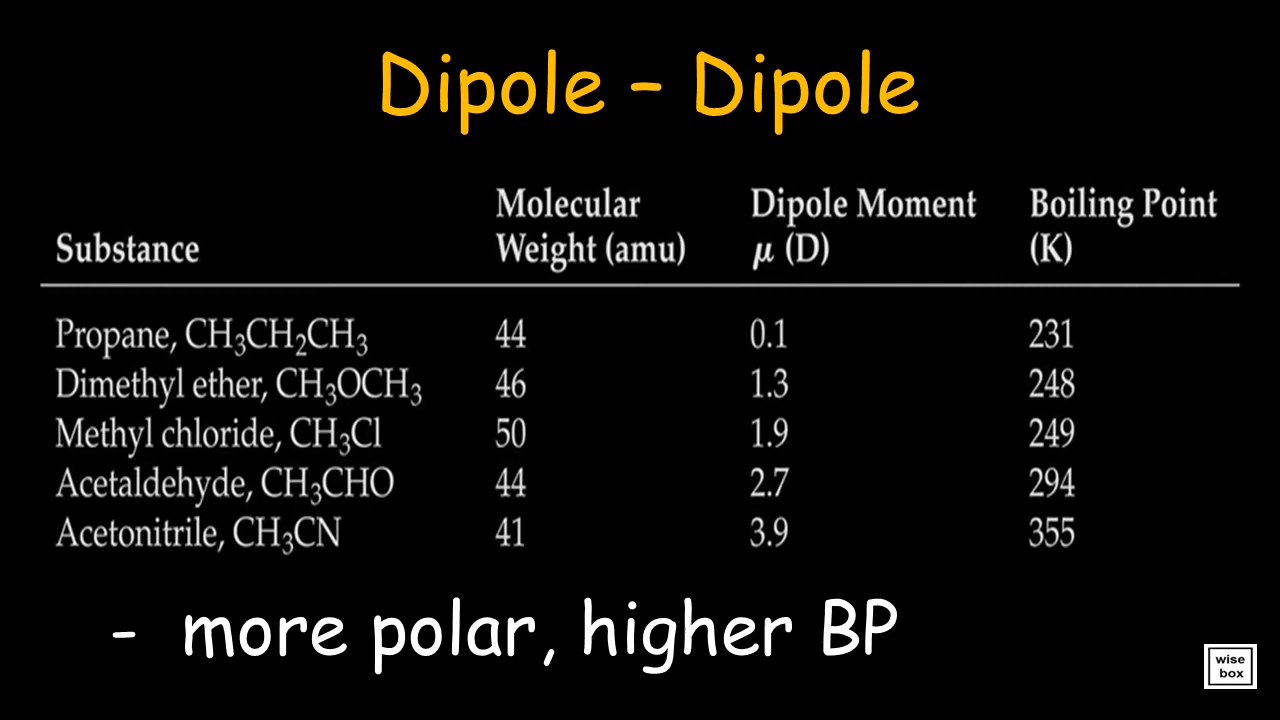 Dipole – Dipole
Substance Molecular Weight (amu) Dipole Moment μ (D) Boiling Point (K)
Propane, CH₃CH₂CH₃ 44 0.1 231
Dimethyl ether, CH₃OCH₃ 46 1.3 248
Methyl chloride, CH₃Cl 50 1.9 249
Acetaldehyde, CH₃CHO 44 2.7 294
Acetonitrile, CH₃CN 41 3.9 355
- more polar, higher BP
wise
box